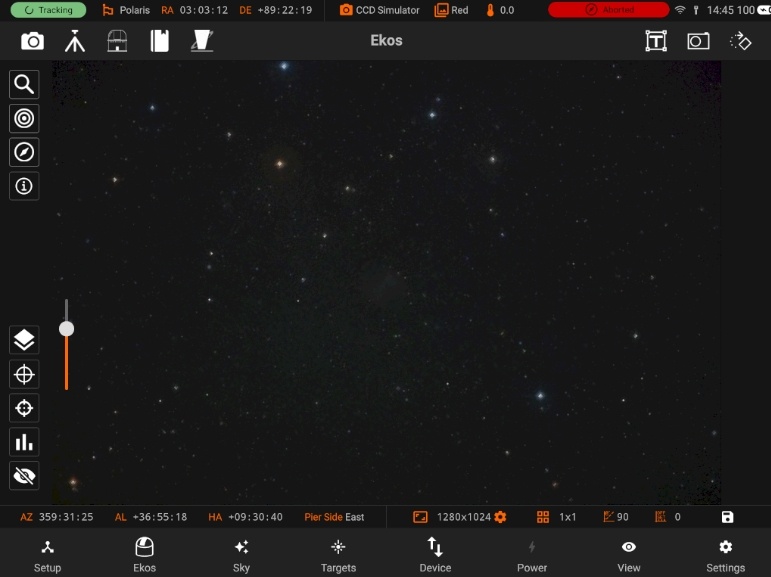 Tracking Polaris RA 03:03:12 DE +89:22:19 CCD Simulator Red 0.0 Aborted 14:45 100
Ekos
AZ 359:31:25 AL +36:55:18 HA +09:30:40 Pier Side East 1280x1024 1x1 90 0
Setup Ekos Sky Targets Device Power View Settings